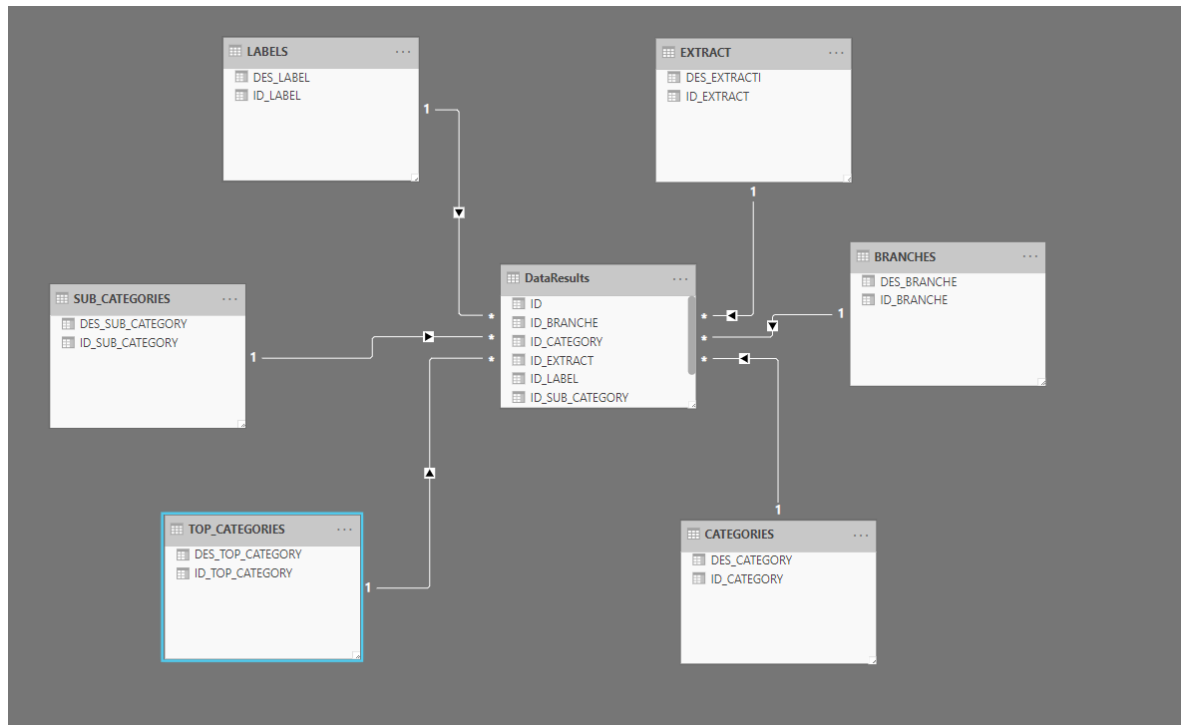 LABELS
DES_LABEL
ID_LABEL
1
EXTRACT
DES_EXTRACTI
ID_EXTRACT
1
SUB_CATEGORIES
DES_SUB_CATEGORY
ID_SUB_CATEGORY
1
DataResults
ID
ID_BRANCHE
ID_CATEGORY
ID_EXTRACT
ID_LABEL
ID_SUB_CATEGORY
*
*
*
*
*
*
BRANCHES
DES_BRANCHE
ID_BRANCHE
1
TOP_CATEGORIES
DES_TOP_CATEGORY
ID_TOP_CATEGORY
1
CATEGORIES
DES_CATEGORY
ID_CATEGORY
1